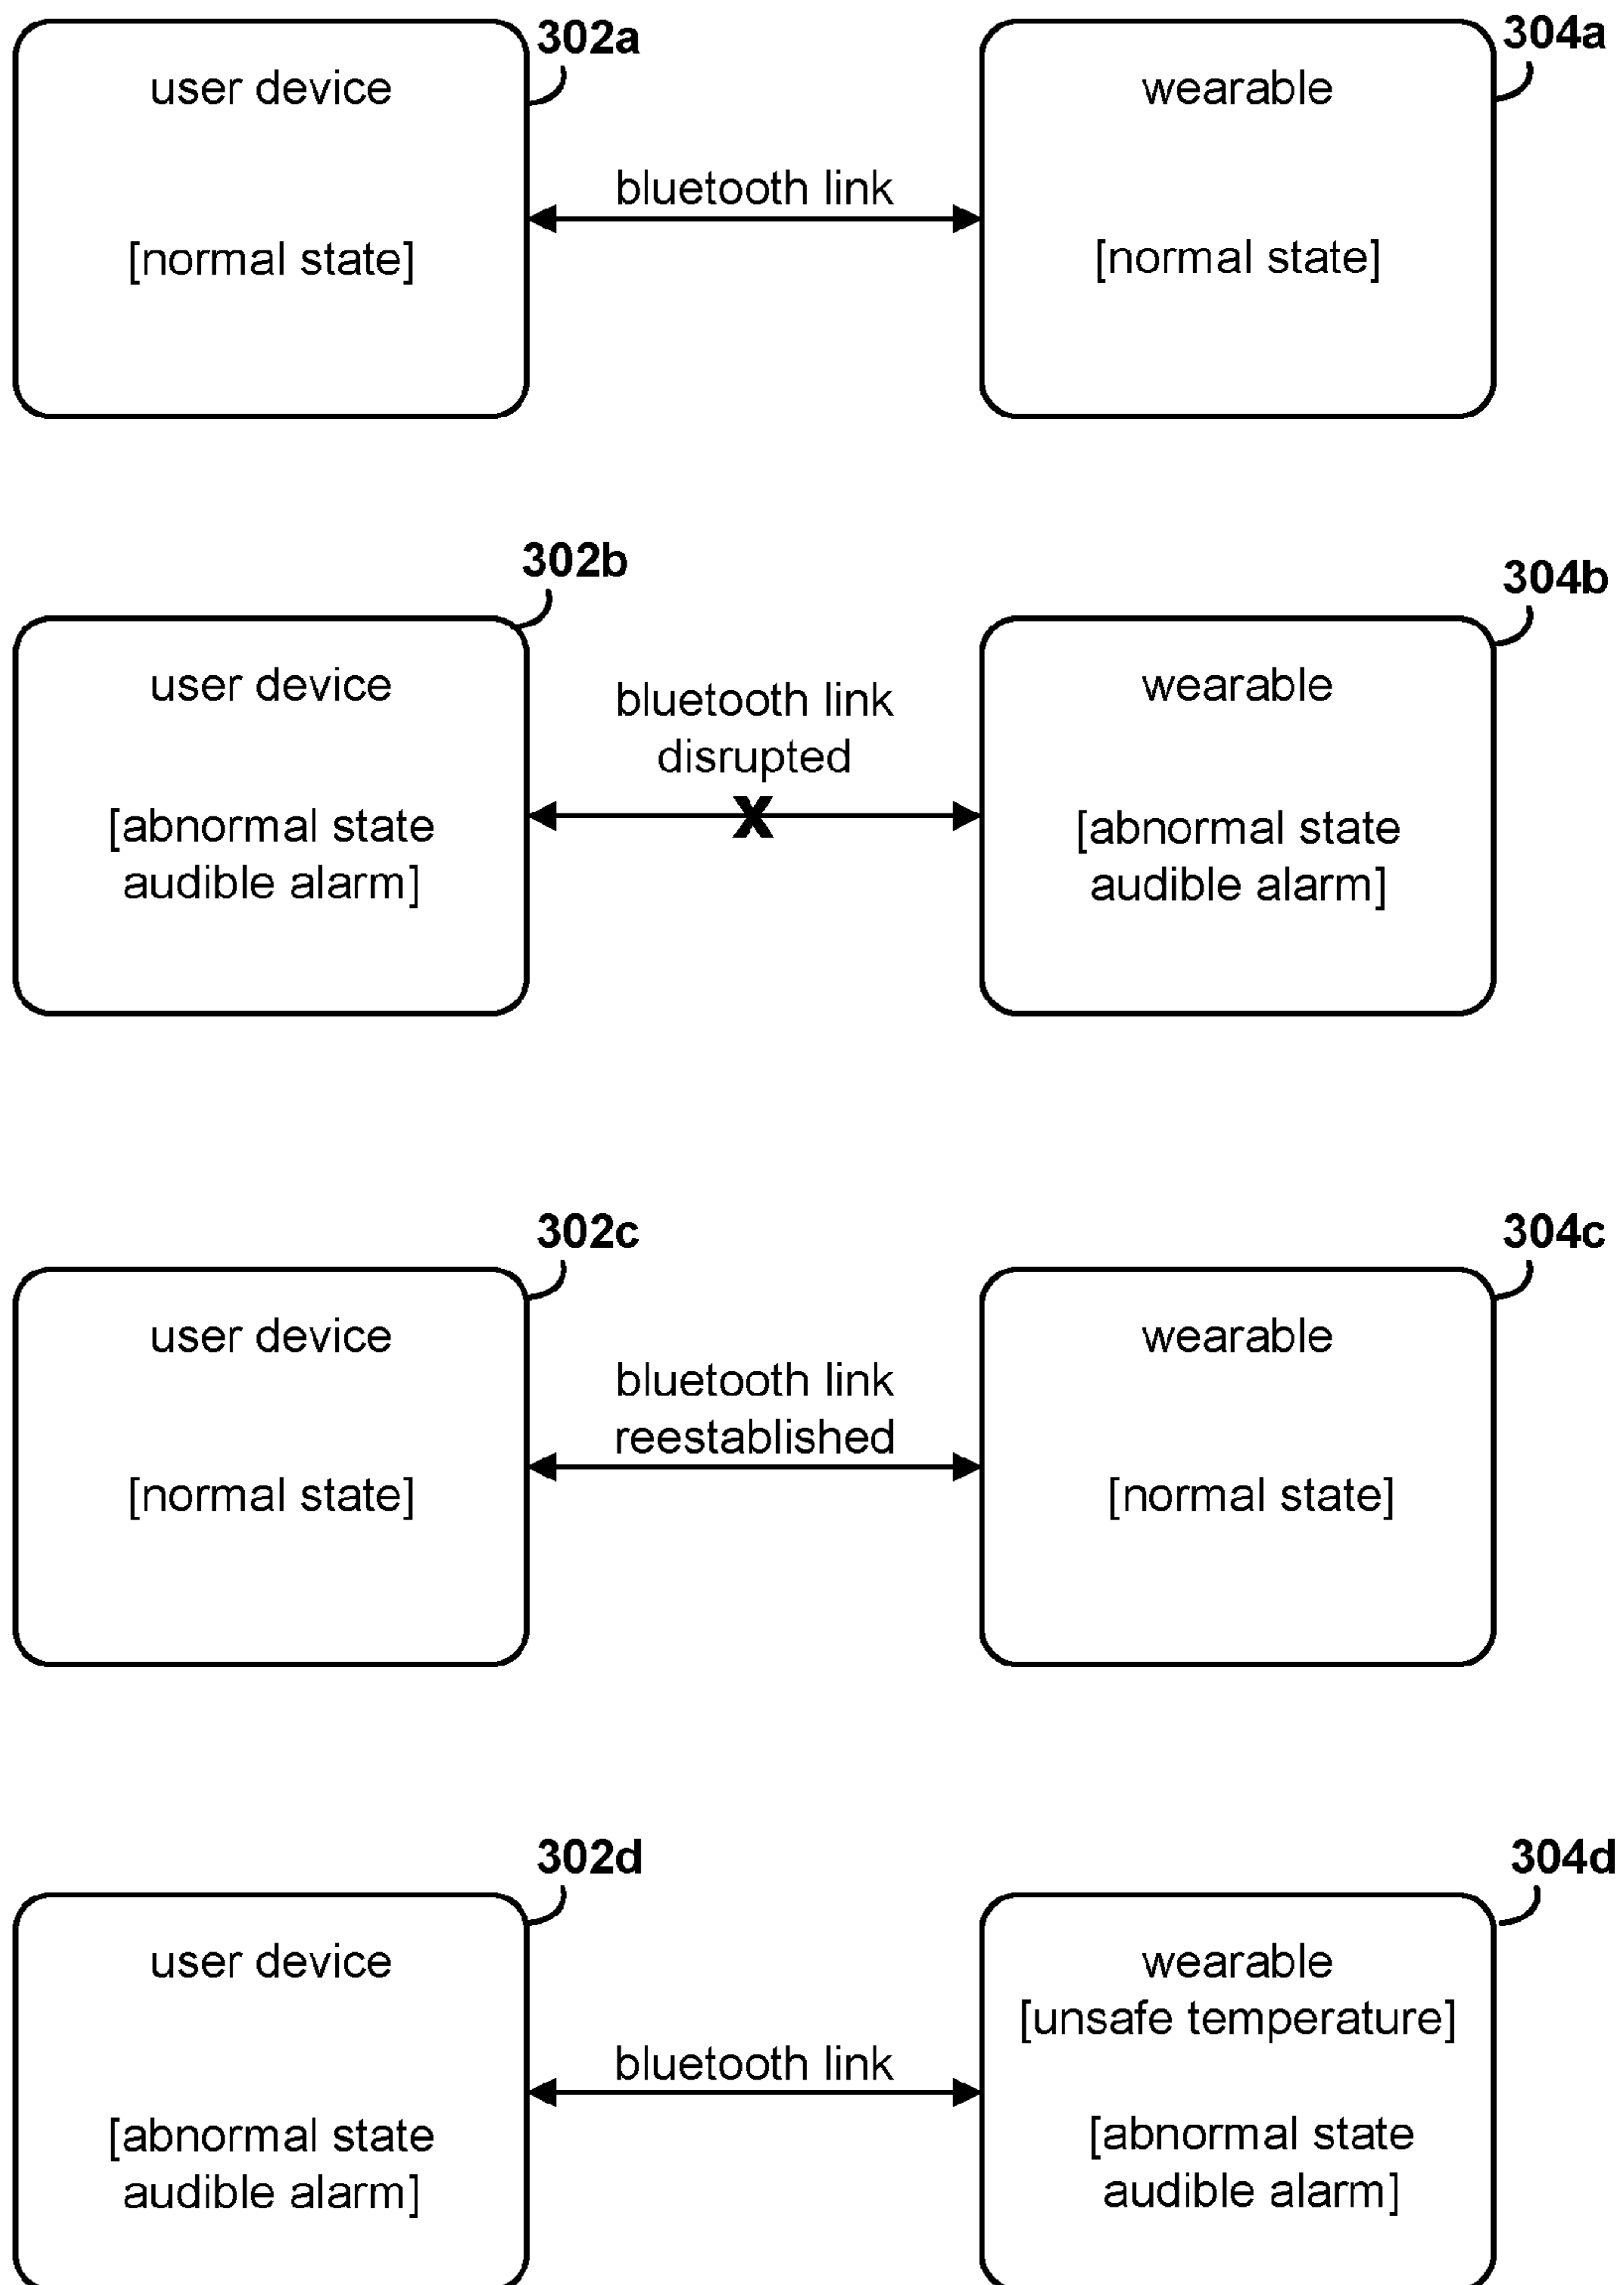 302a
304a
user device
wearable
bluetooth link
[normal state]
[normal state]
302b
304b
user device
wearable
bluetooth link
disrupted
X
[abnormal state
audible alarm]
[abnormal state
audible alarm]
302c
304c
user device
wearable
bluetooth link
reestablished
[normal state]
[normal state]
302d
304d
user device
wearable
[unsafe temperature]
bluetooth link
[abnormal state
audible alarm]
[abnormal state
audible alarm]